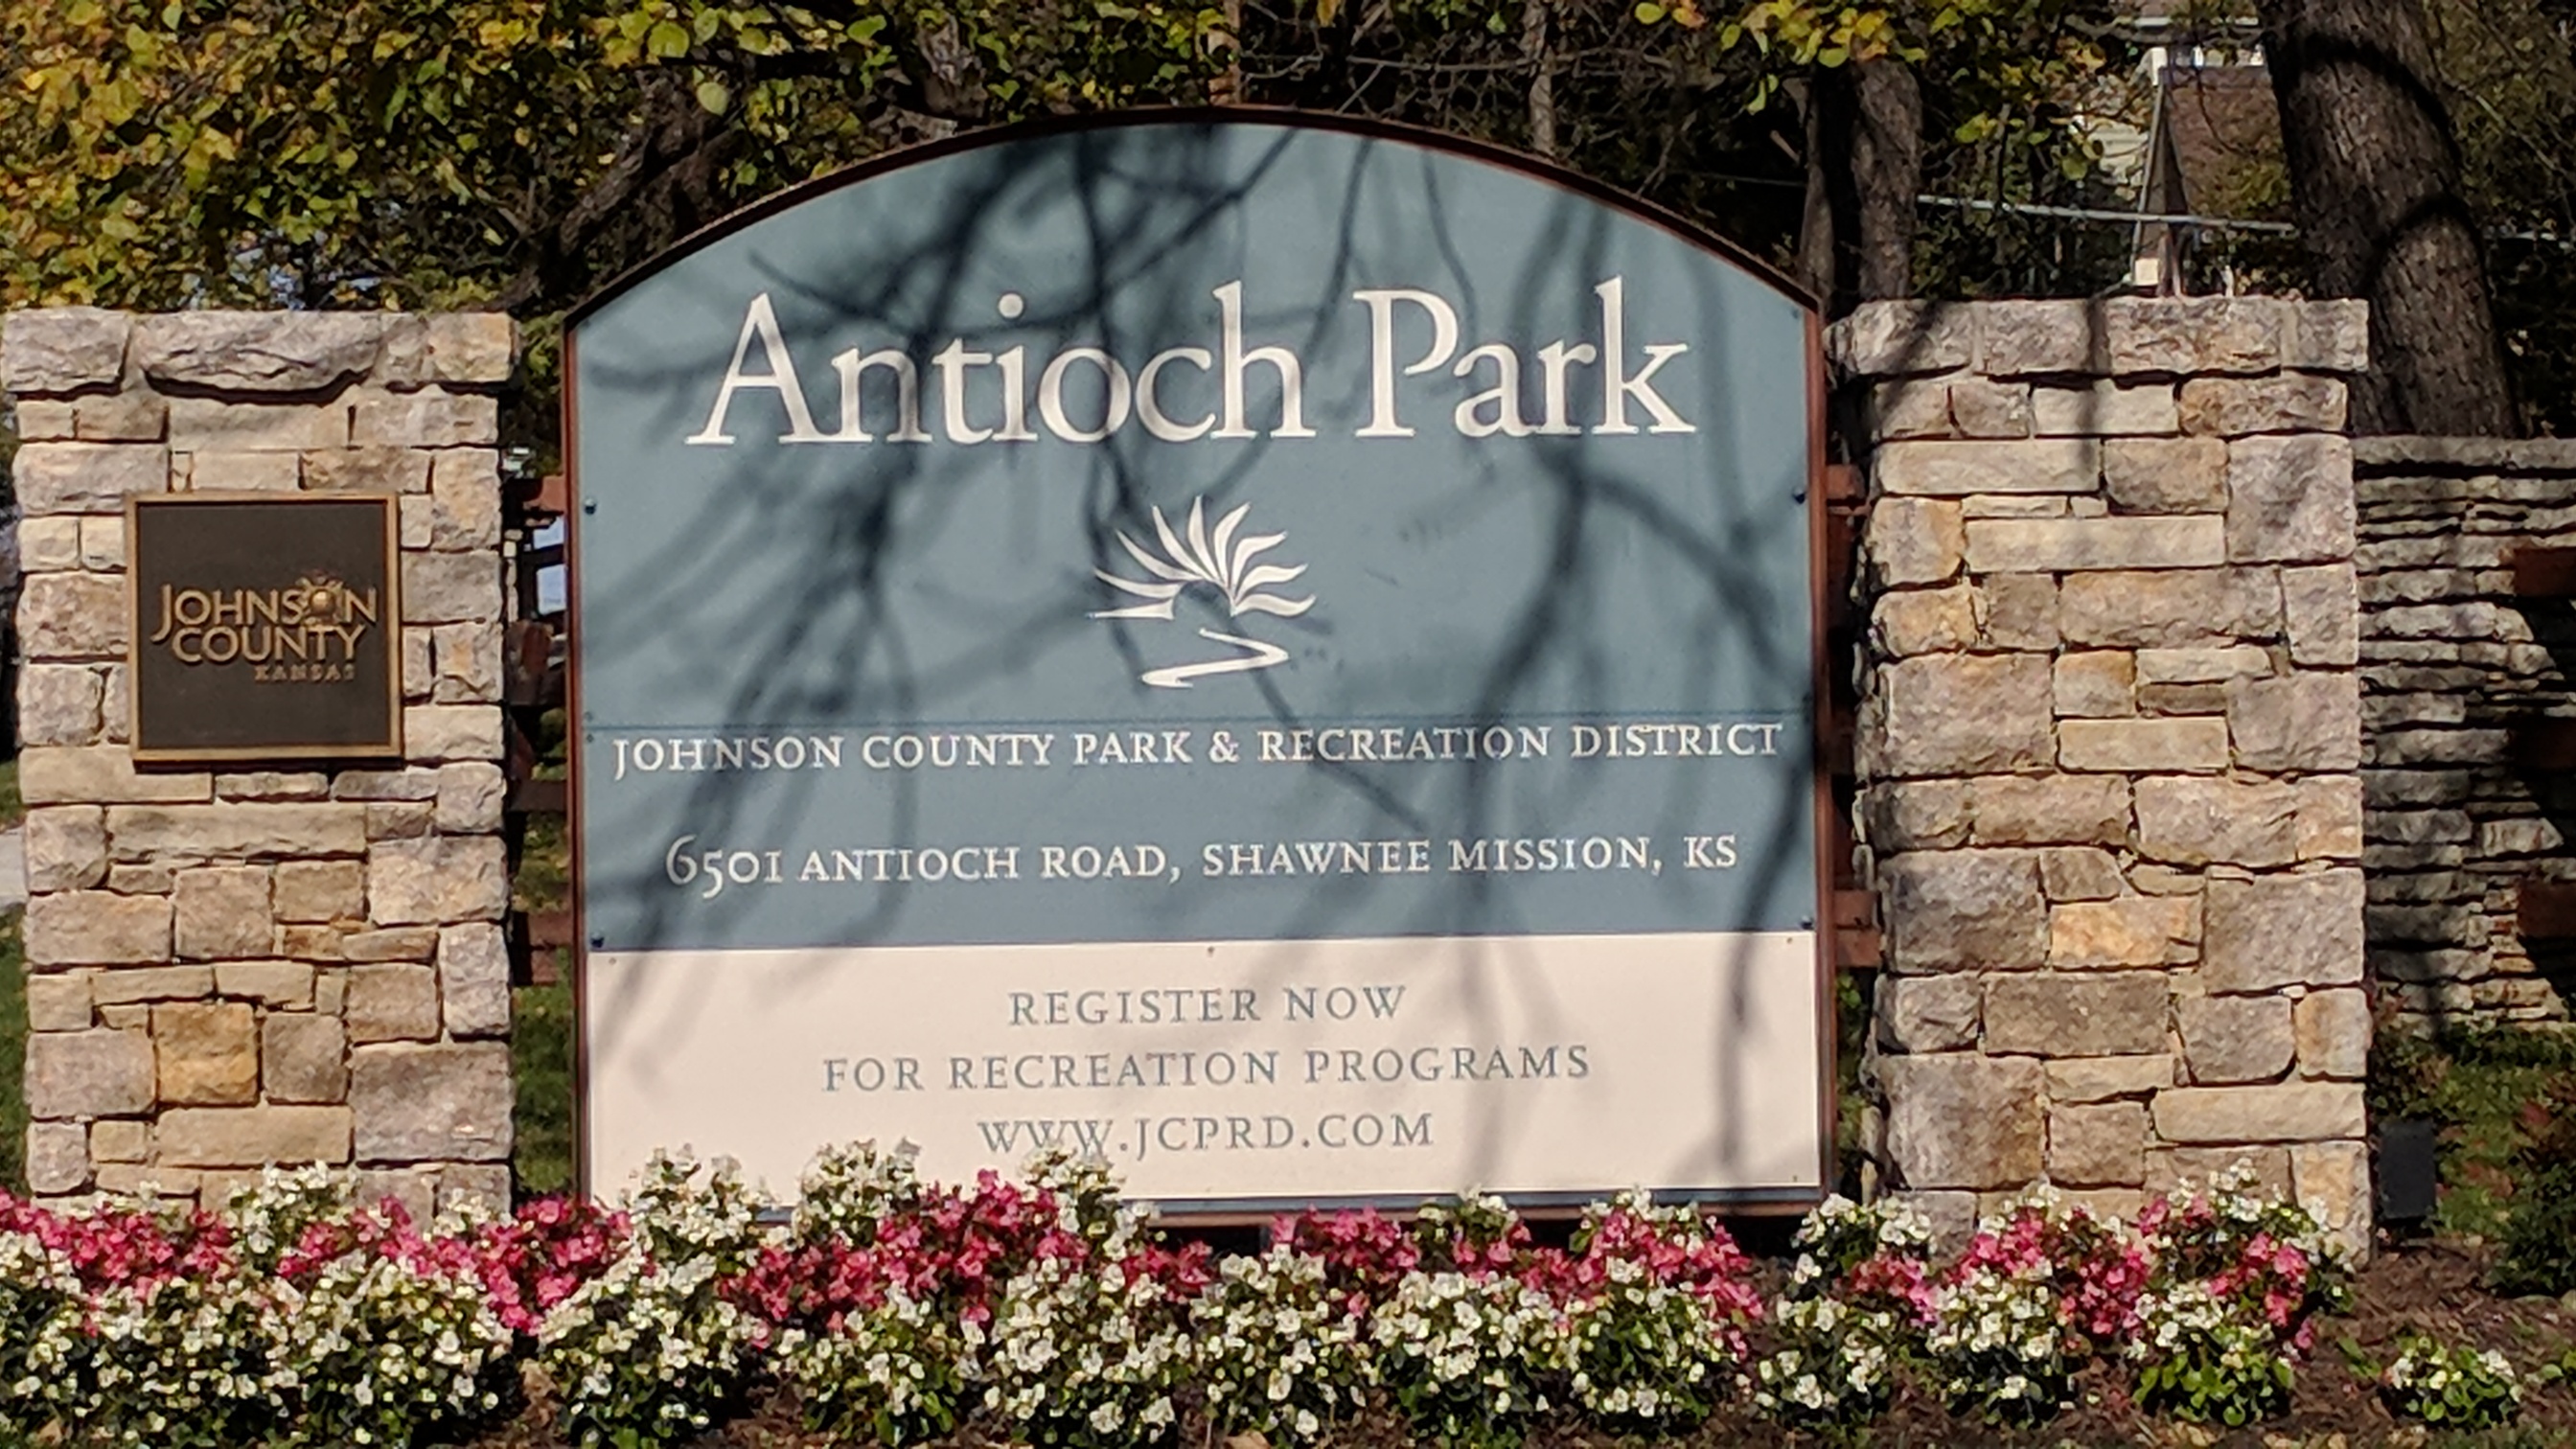 Antioch Park
JOHNSON COUNTY PARK & RECREATION DISTRICT
6501 ANTIOCH ROAD, SHAWNEE MISSION, KS
REGISTER NOW
FOR RECREATION PROGRAMS
WWW.JCPRD.COM
JOHNSON
COUNTY
KANSAS